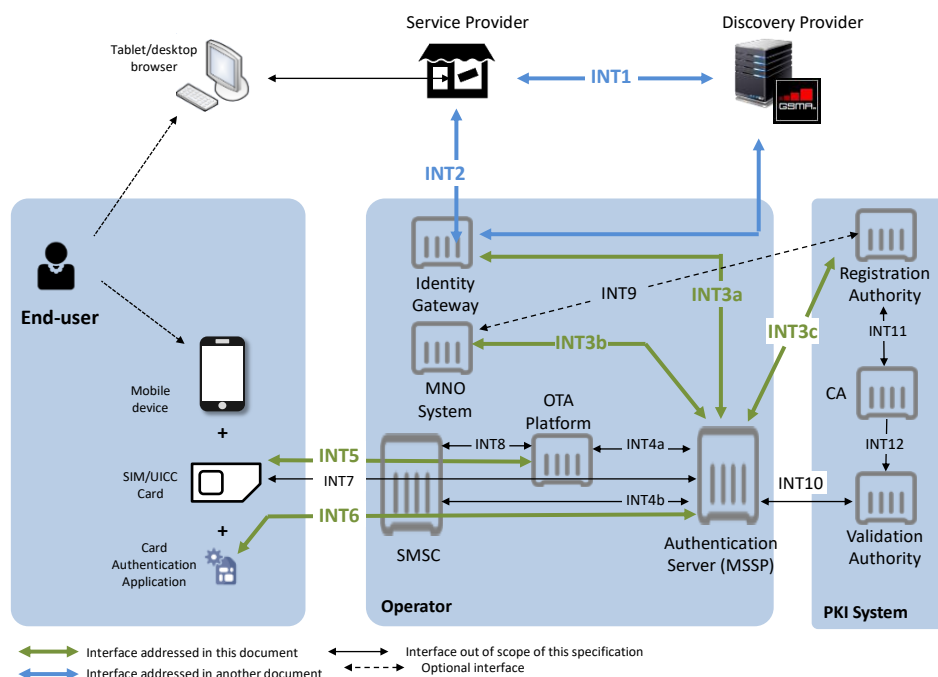 Service Provider
Discovery Provider
Tablet/desktop
browser
INT1
GSMA
INT2
Identity
Gateway
Registration
Authority
INT9
INT3a
End-user
INT3c
INT11
INT3b
MNO
System
Mobile
device
CA
OTA
Platform
+
INT8
INT4a
INT12
INT5
SIM/UICC
Card
INT7
INT10
INT4b
INT6
+
SMSC
Authentication
Server (MSSP)
Validation
Authority
Card
Authentication
Application
Operator
PKI System
Interface addressed in this document
Interface out of scope of this specification
Optional interface
Interface addressed in another document